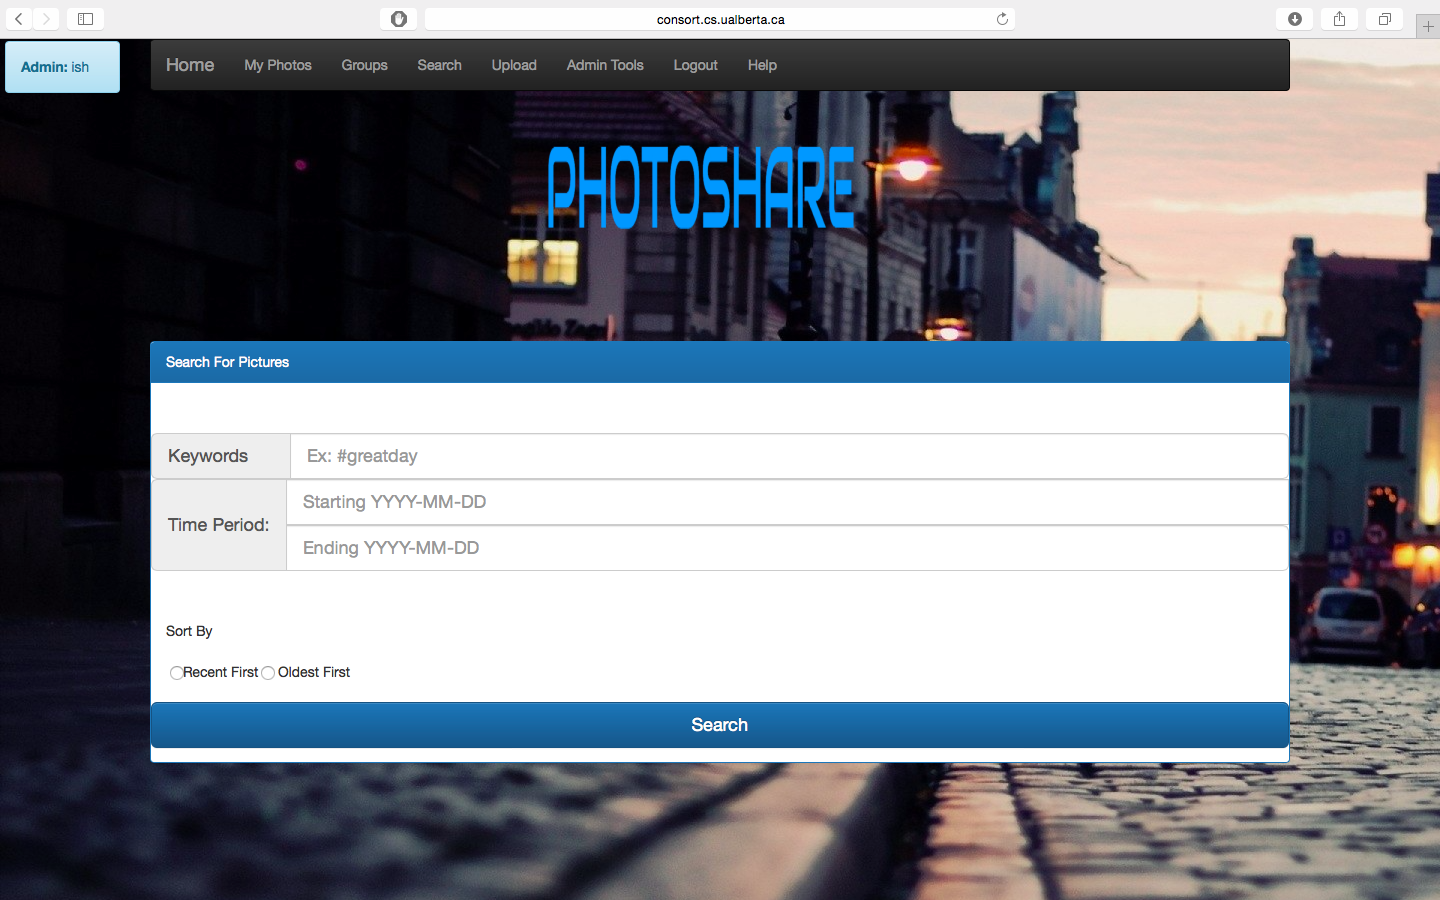 consort.cs.ualberta.ca
Admin: ish
Home My Photos Groups Search Upload Admin Tools Logout Help
PHOTOSHARE
Search For Pictures
Keywords Ex: #greatday
Time Period: Starting YYYY-MM-DD
Ending YYYY-MM-DD
Sort By
Recent First Oldest First
Search